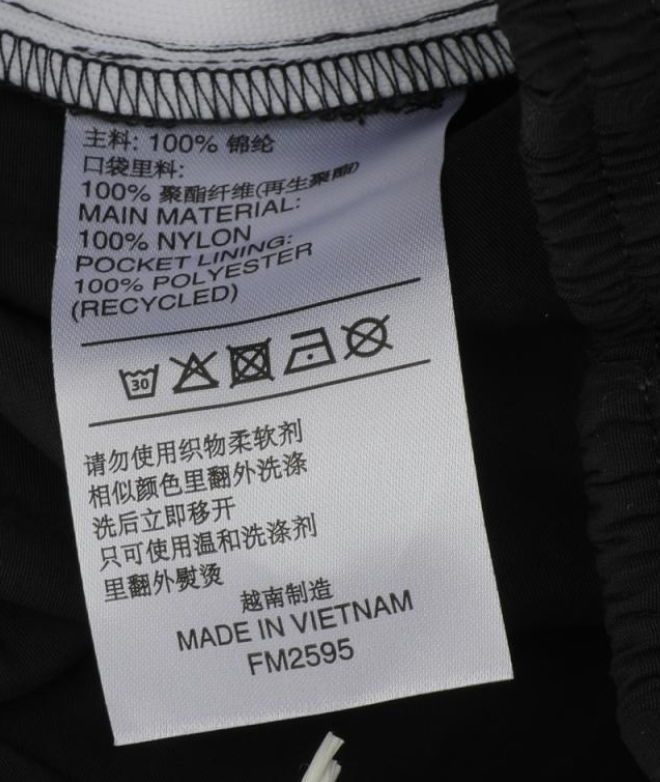 主料: 100% 锦纶
口袋里料:
100% 聚酯纤维(再生聚酯)
MAIN MATERIAL:
100% NYLON
POCKET LINING:
100% POLYESTER
(RECYCLED)
30
请勿使用织物柔软剂
相似颜色里翻外洗涤
洗后立即移开
只可使用温和洗涤剂
里翻外熨烫
越南制造
MADE IN VIETNAM
FM2595